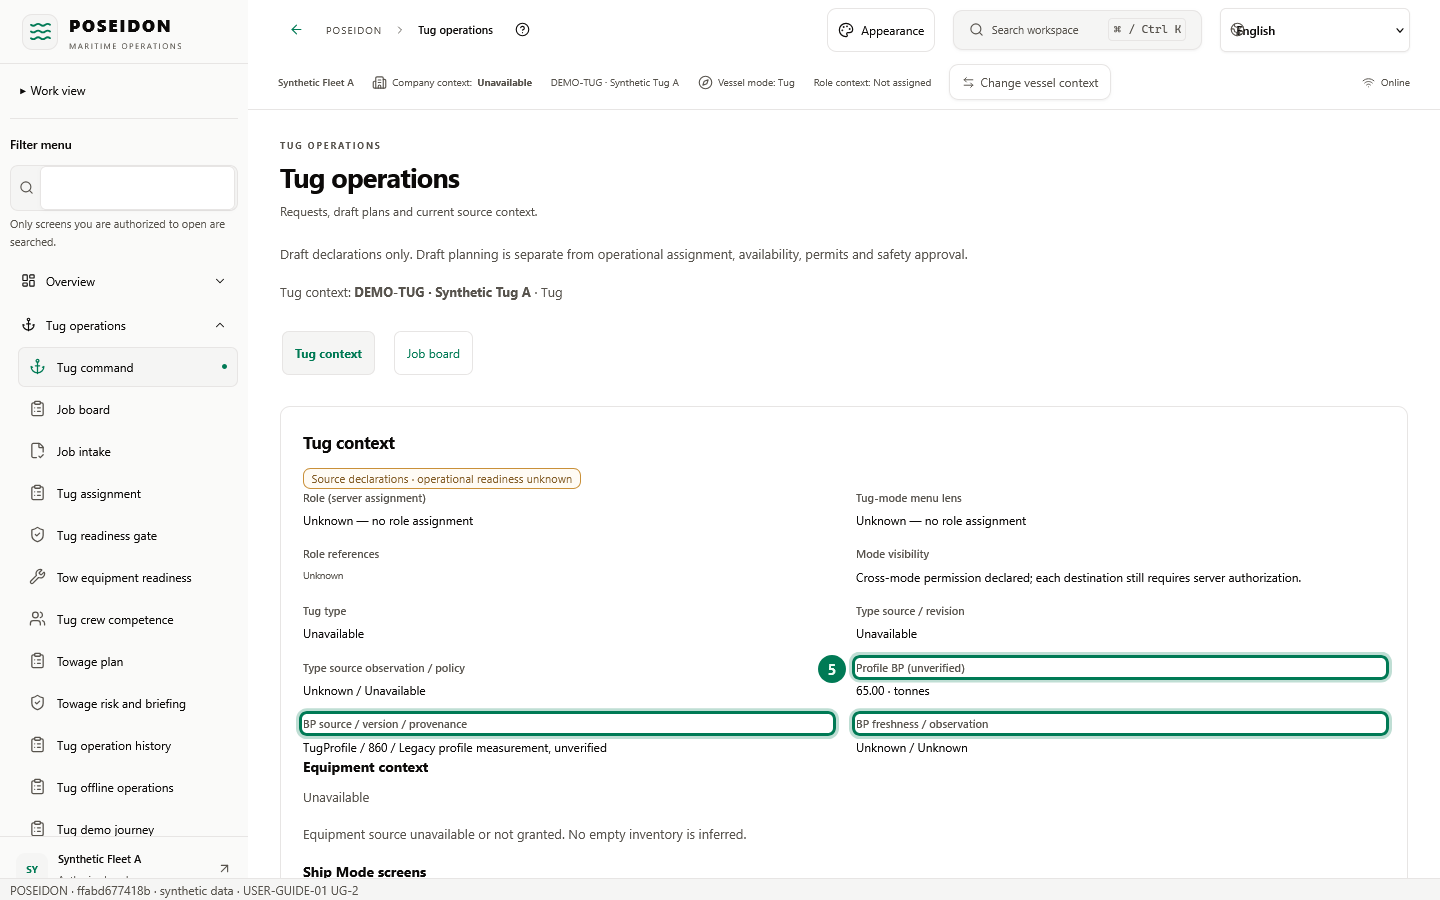 POSEIDON
MARITIME OPERATIONS
Work view
Filter menu
Only screens you are authorized to open are
searched.
Overview
Tug operations
Tug command
Job board
Job intake
Tug assignment
Tug readiness gate
Tow equipment readiness
Tug crew competence
Towage plan
Towage risk and briefing
Tug operation history
Tug offline operations
Tug demo journey
SY
Synthetic Fleet A
POSEIDON
Tug operations
Appearance
Search workspace
⌘ / Ctrl K
English
Synthetic Fleet A
Company context: Unavailable
DEMO-TUG · Synthetic Tug A
Vessel mode: Tug
Role context: Not assigned
Change vessel context
Online
TUG OPERATIONS
Tug operations
Requests, draft plans and current source context.
Draft declarations only. Draft planning is separate from operational assignment, availability, permits and safety approval.
Tug context: DEMO-TUG · Synthetic Tug A · Tug
Tug context
Job board
Tug context
Source declarations · operational readiness unknown
Role (server assignment)
Unknown — no role assignment
Tug-mode menu lens
Unknown — no role assignment
Role references
Unknown
Mode visibility
Cross-mode permission declared; each destination still requires server authorization.
Tug type
Unavailable
Type source / revision
Unavailable
Type source observation / policy
Unknown / Unavailable
5
Profile BP (unverified)
65.00 · tonnes
BP source / version / provenance
TugProfile / 860 / Legacy profile measurement, unverified
BP freshness / observation
Unknown / Unknown
Equipment context
Unavailable
Equipment source unavailable or not granted. No empty inventory is inferred.
Ship Mode screens
POSEIDON · ffabd677418b · synthetic data · USER-GUIDE-01 UG-2